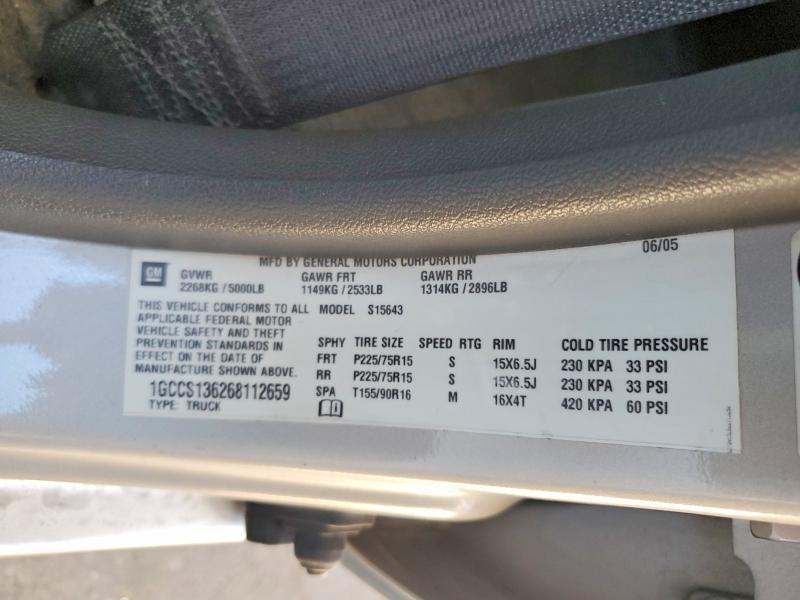 06/05
MFD BY GENERAL MOTORS CORPORATION
GM
GVWR GAWR FRT GAWR RR
2268KG / 5000LB 1149KG / 2533LB 1314KG / 2896LB
THIS VEHICLE CONFORMS TO ALL MODEL S15643
APPLICABLE FEDERAL MOTOR
VEHICLE SAFETY AND THEFT
PREVENTION STANDARDS IN
EFFECT ON THE DATE OF
MANUFACTURE SHOWN ABOVE.
1GCCS136268112659
TYPE: TRUCK
SPHY TIRE SIZE SPEED RTG RIM COLD TIRE PRESSURE
FRT P225/75R15 S 15X6.5J 230 KPA 33 PSI
RR P225/75R15 S 15X6.5J 230 KPA 33 PSI
SPA T155/90R16 M 16X4T 420 KPA 60 PSI